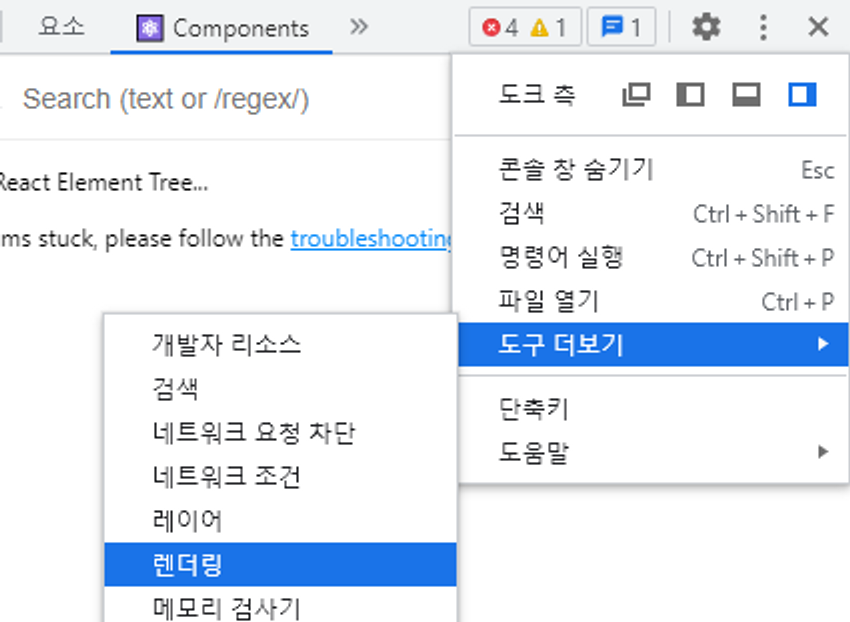 요소 Components 4 1 1
Search (text or /regex/)
React Element Tree...
ms stuck, please follow the troubleshooting
도크 측
콘솔 창 숨기기 Esc
검색 Ctrl + Shift + F
명령어 실행 Ctrl + Shift + P
파일 열기 Ctrl + P
도구 더보기
단축키
도움말
개발자 리소스
검색
네트워크 요청 차단
네트워크 조건
레이어
렌더링
메모리 검사기